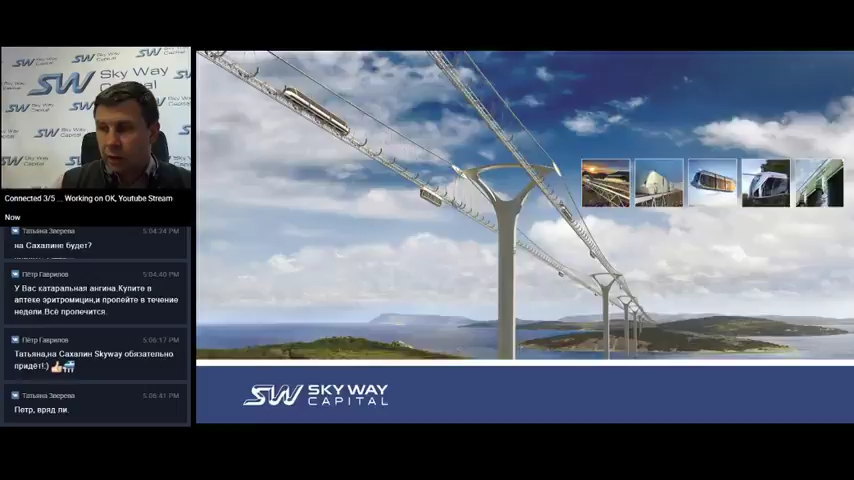 SW Sky Way
Capital
Connected 3/5 ... Working on OK, Youtube Stream
Now
Татьяна Зверева 5:04:24 PM
на Сахалине будет?
Пётр Гаврилов 5:04:40 PM
У Вас катаральная ангина.Купите в
аптеке эритромицин,и пропейте в течение
недели.Всё пролечится.
Пётр Гаврилов 5:06:17 PM
Татьяна,на Сахалин Skyway обязательно
придёт!.)
Татьяна Зверева 5:06:41 PM
Петр, вряд ли.
SW SKY WAY
CAPITAL